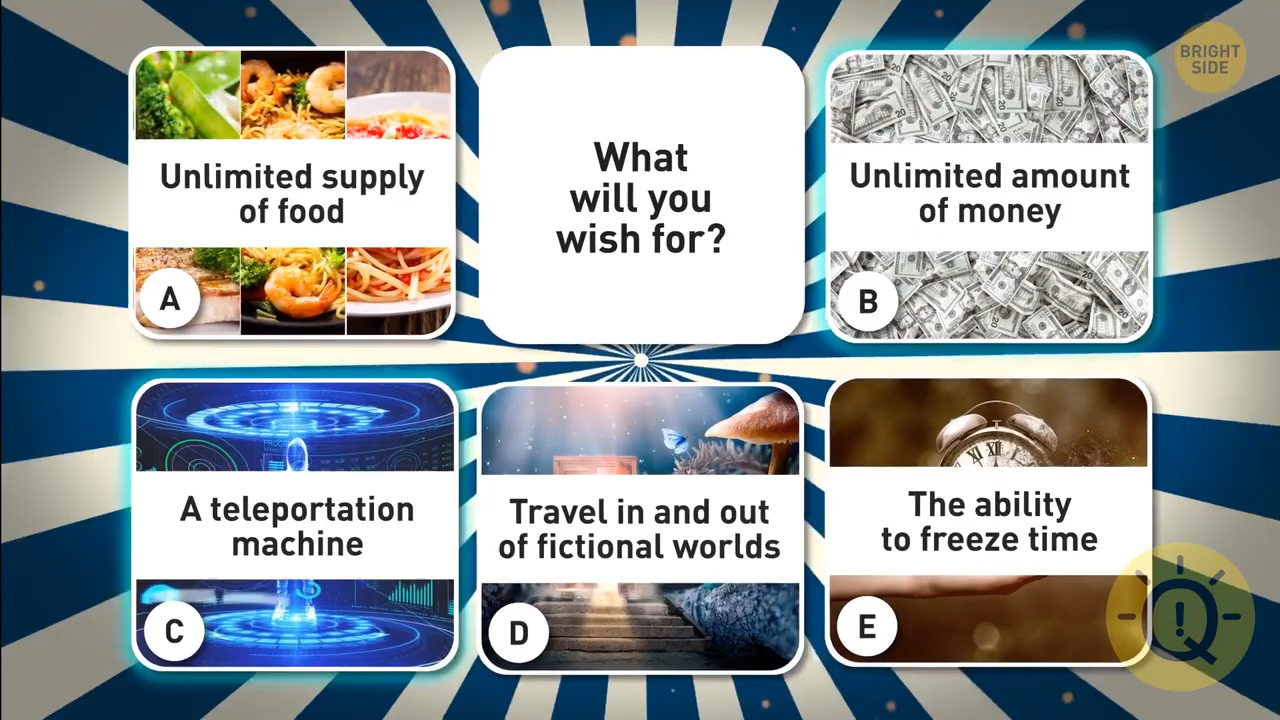 BRIGHT
SIDE
Unlimited supply
of food
A
What
will you
wish for?
Unlimited amount
of money
B
A teleportation
machine
C
Travel in and out
of fictional worlds
D
The ability
to freeze time
E